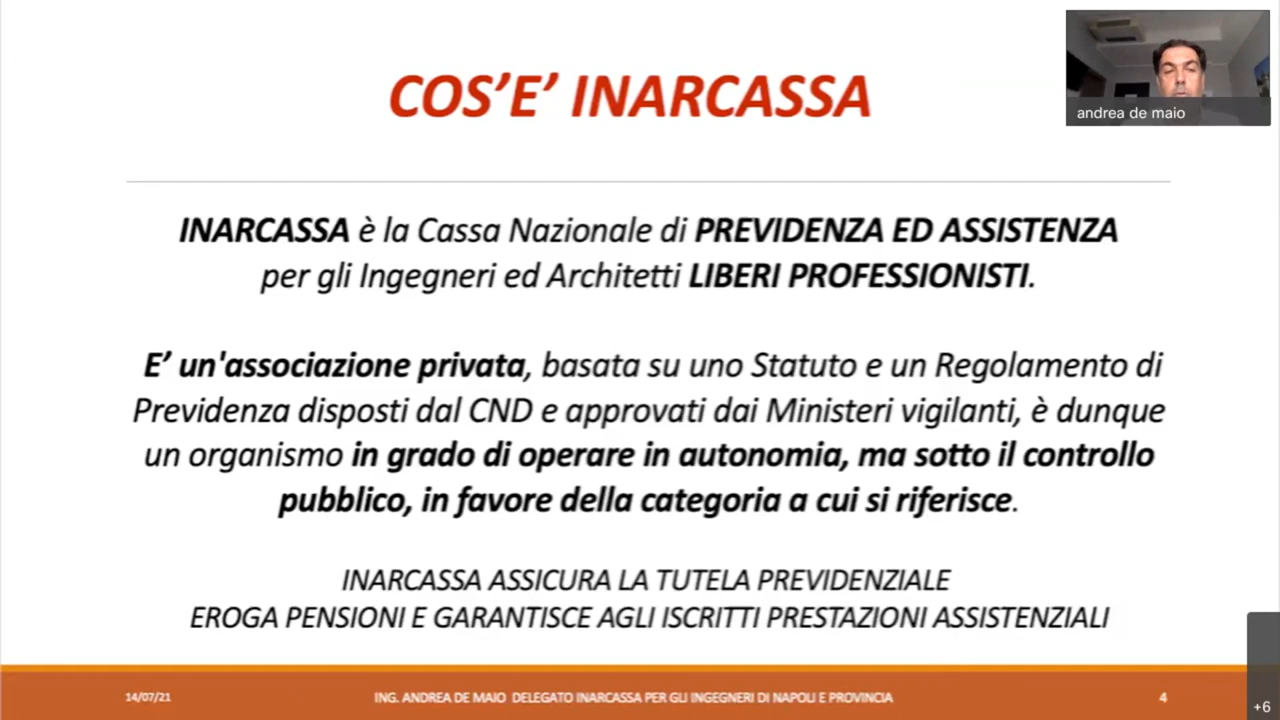 COS’E’ INARCASSA
andrea de maio
INARCASSA è la Cassa Nazionale di PREVIDENZA ED ASSISTENZA
per gli Ingegneri ed Architetti LIBERI PROFESSIONISTI.
E’ un'associazione privata, basata su uno Statuto e un Regolamento di
Previdenza disposti dal CND e approvati dai Ministeri vigilanti, è dunque
un organismo in grado di operare in autonomia, ma sotto il controllo
pubblico, in favore della categoria a cui si riferisce.
INARCASSA ASSICURA LA TUTELA PREVIDENZIALE
EROGA PENSIONI E GARANTISCE AGLI ISCRITTI PRESTAZIONI ASSISTENZIALI
14/07/21
ING. ANDREA DE MAIO DELEGATO INARCASSA PER GLI INGEGNERI DI NAPOLI E PROVINCIA
4
+6